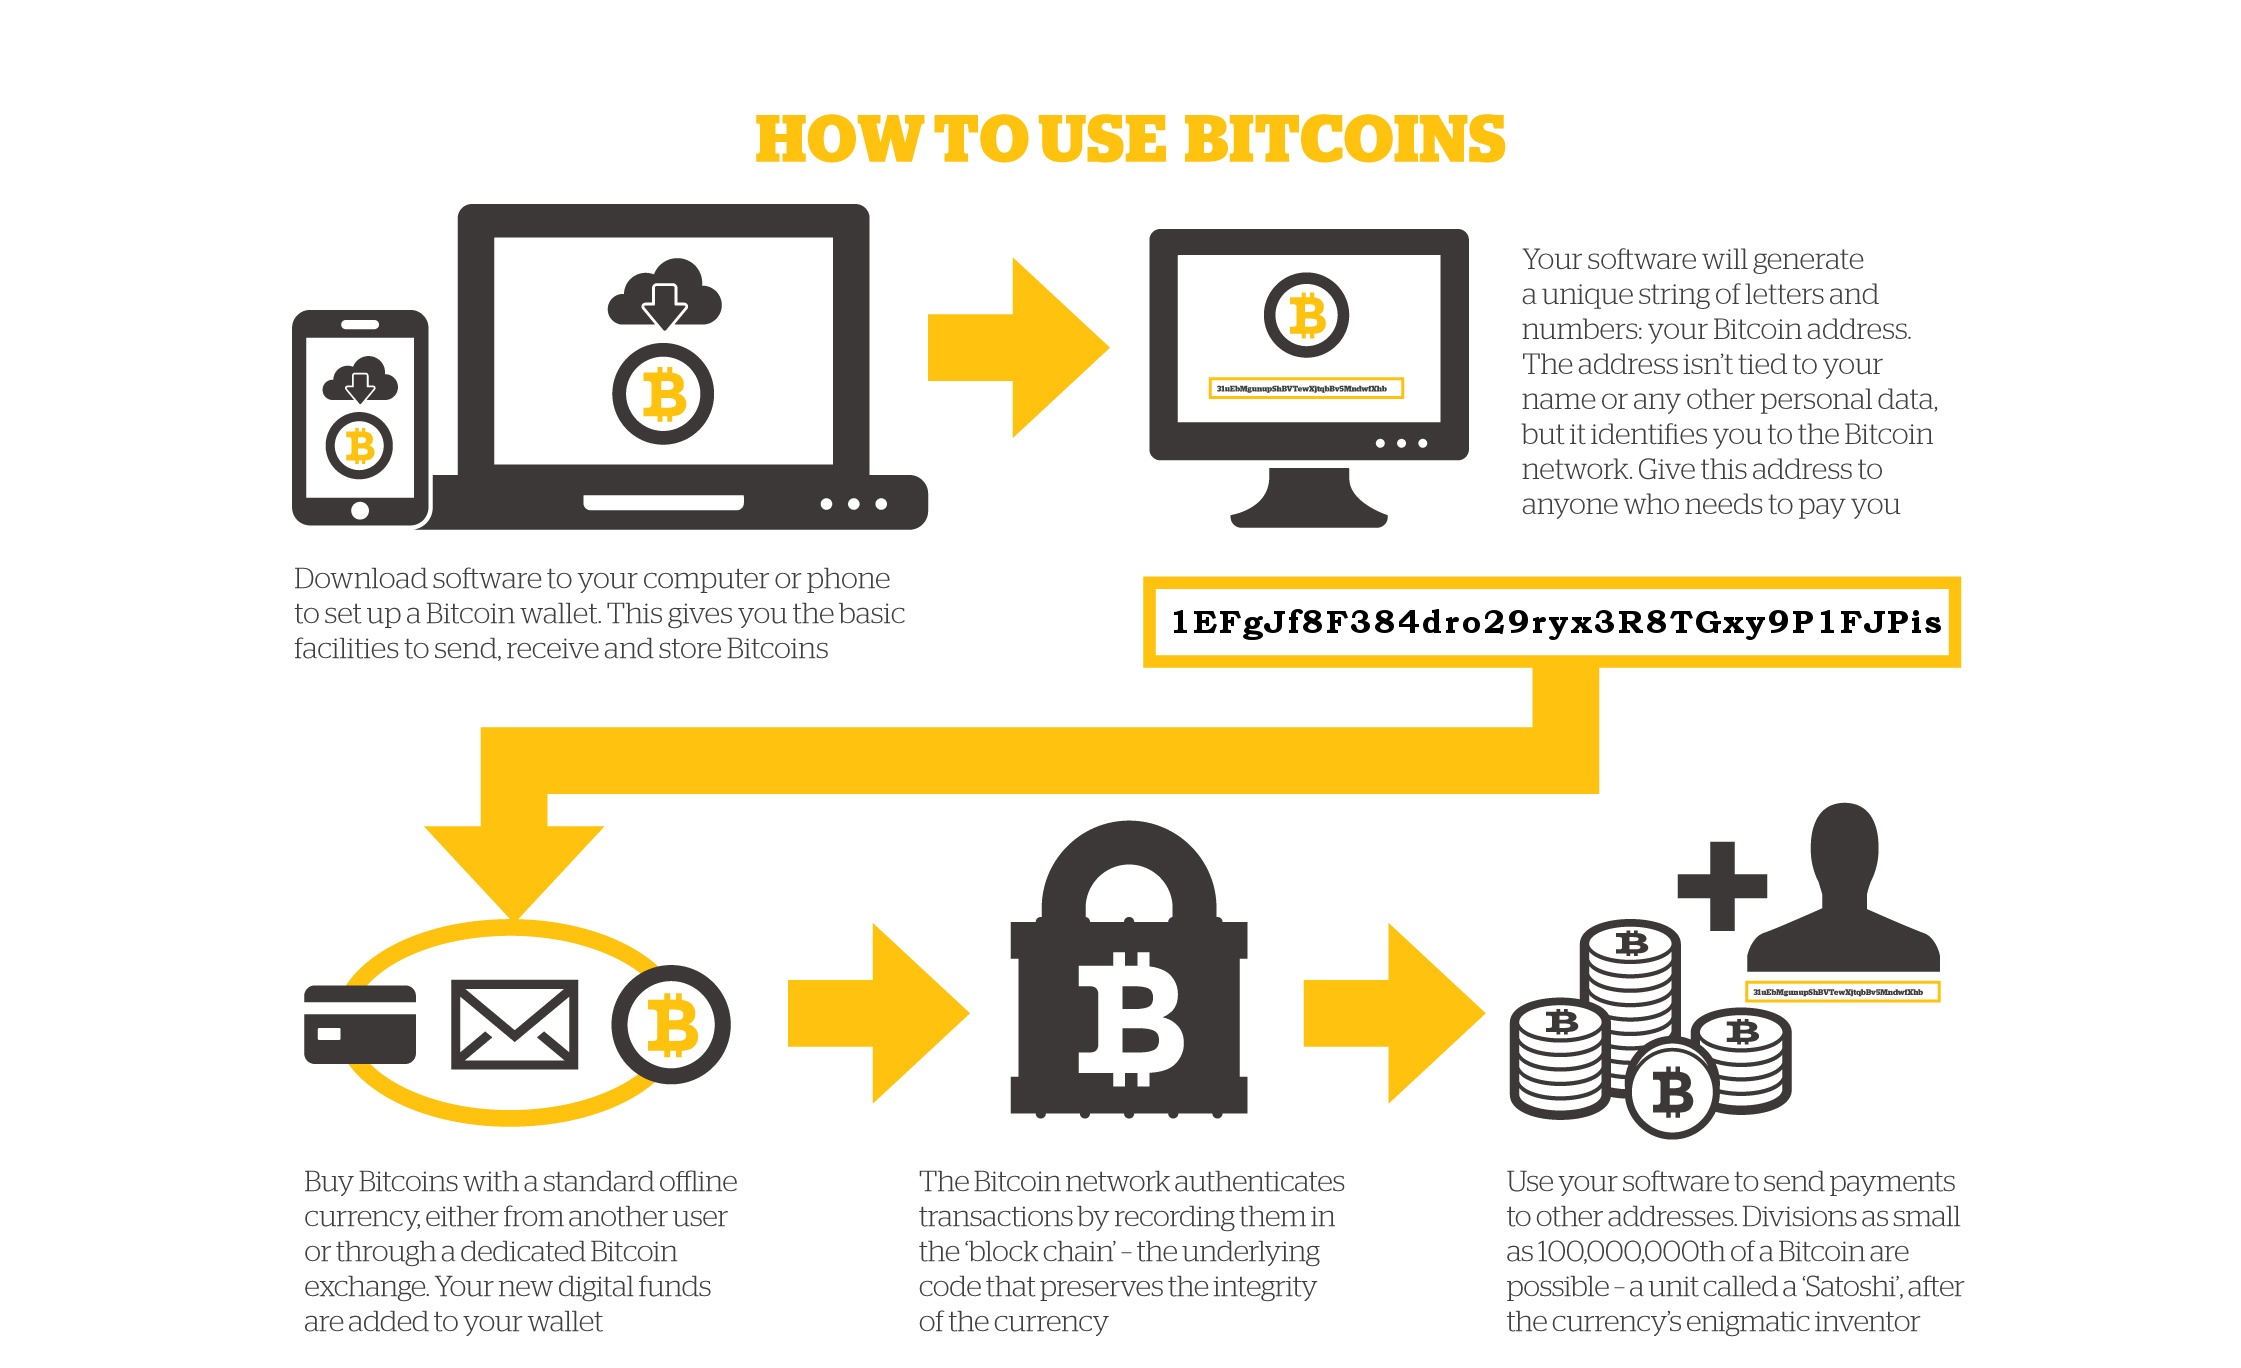 HOW TO USE BITCOINS
31uEbMgunupShBVTewXjtqbBv5MndwfXhb
Your software will generate
a unique string of letters and
numbers: your Bitcoin address.
The address isn't tied to your
name or any other personal data,
but it identifies you to the Bitcoin
network. Give this address to
anyone who needs to pay you
Download software to your computer or phone
to set up a Bitcoin wallet. This gives you the basic
facilities to send, receive and store Bitcoins
1EFgJf8F384dro29ryx3R8TGxy9P1FJPis
31uEbMgunupShBVTewXjtqbBv5MndwfXhb
Buy Bitcoins with a standard offline
currency, either from another user
or through a dedicated Bitcoin
exchange. Your new digital funds
are added to your wallet
The Bitcoin network authenticates
transactions by recording them in
the ‘block chain’ – the underlying
code that preserves the integrity
of the currency
Use your software to send payments
to other addresses. Divisions as small
as 100,000,000th of a Bitcoin are
possible – a unit called a ‘Satoshi’, after
the currency's enigmatic inventor